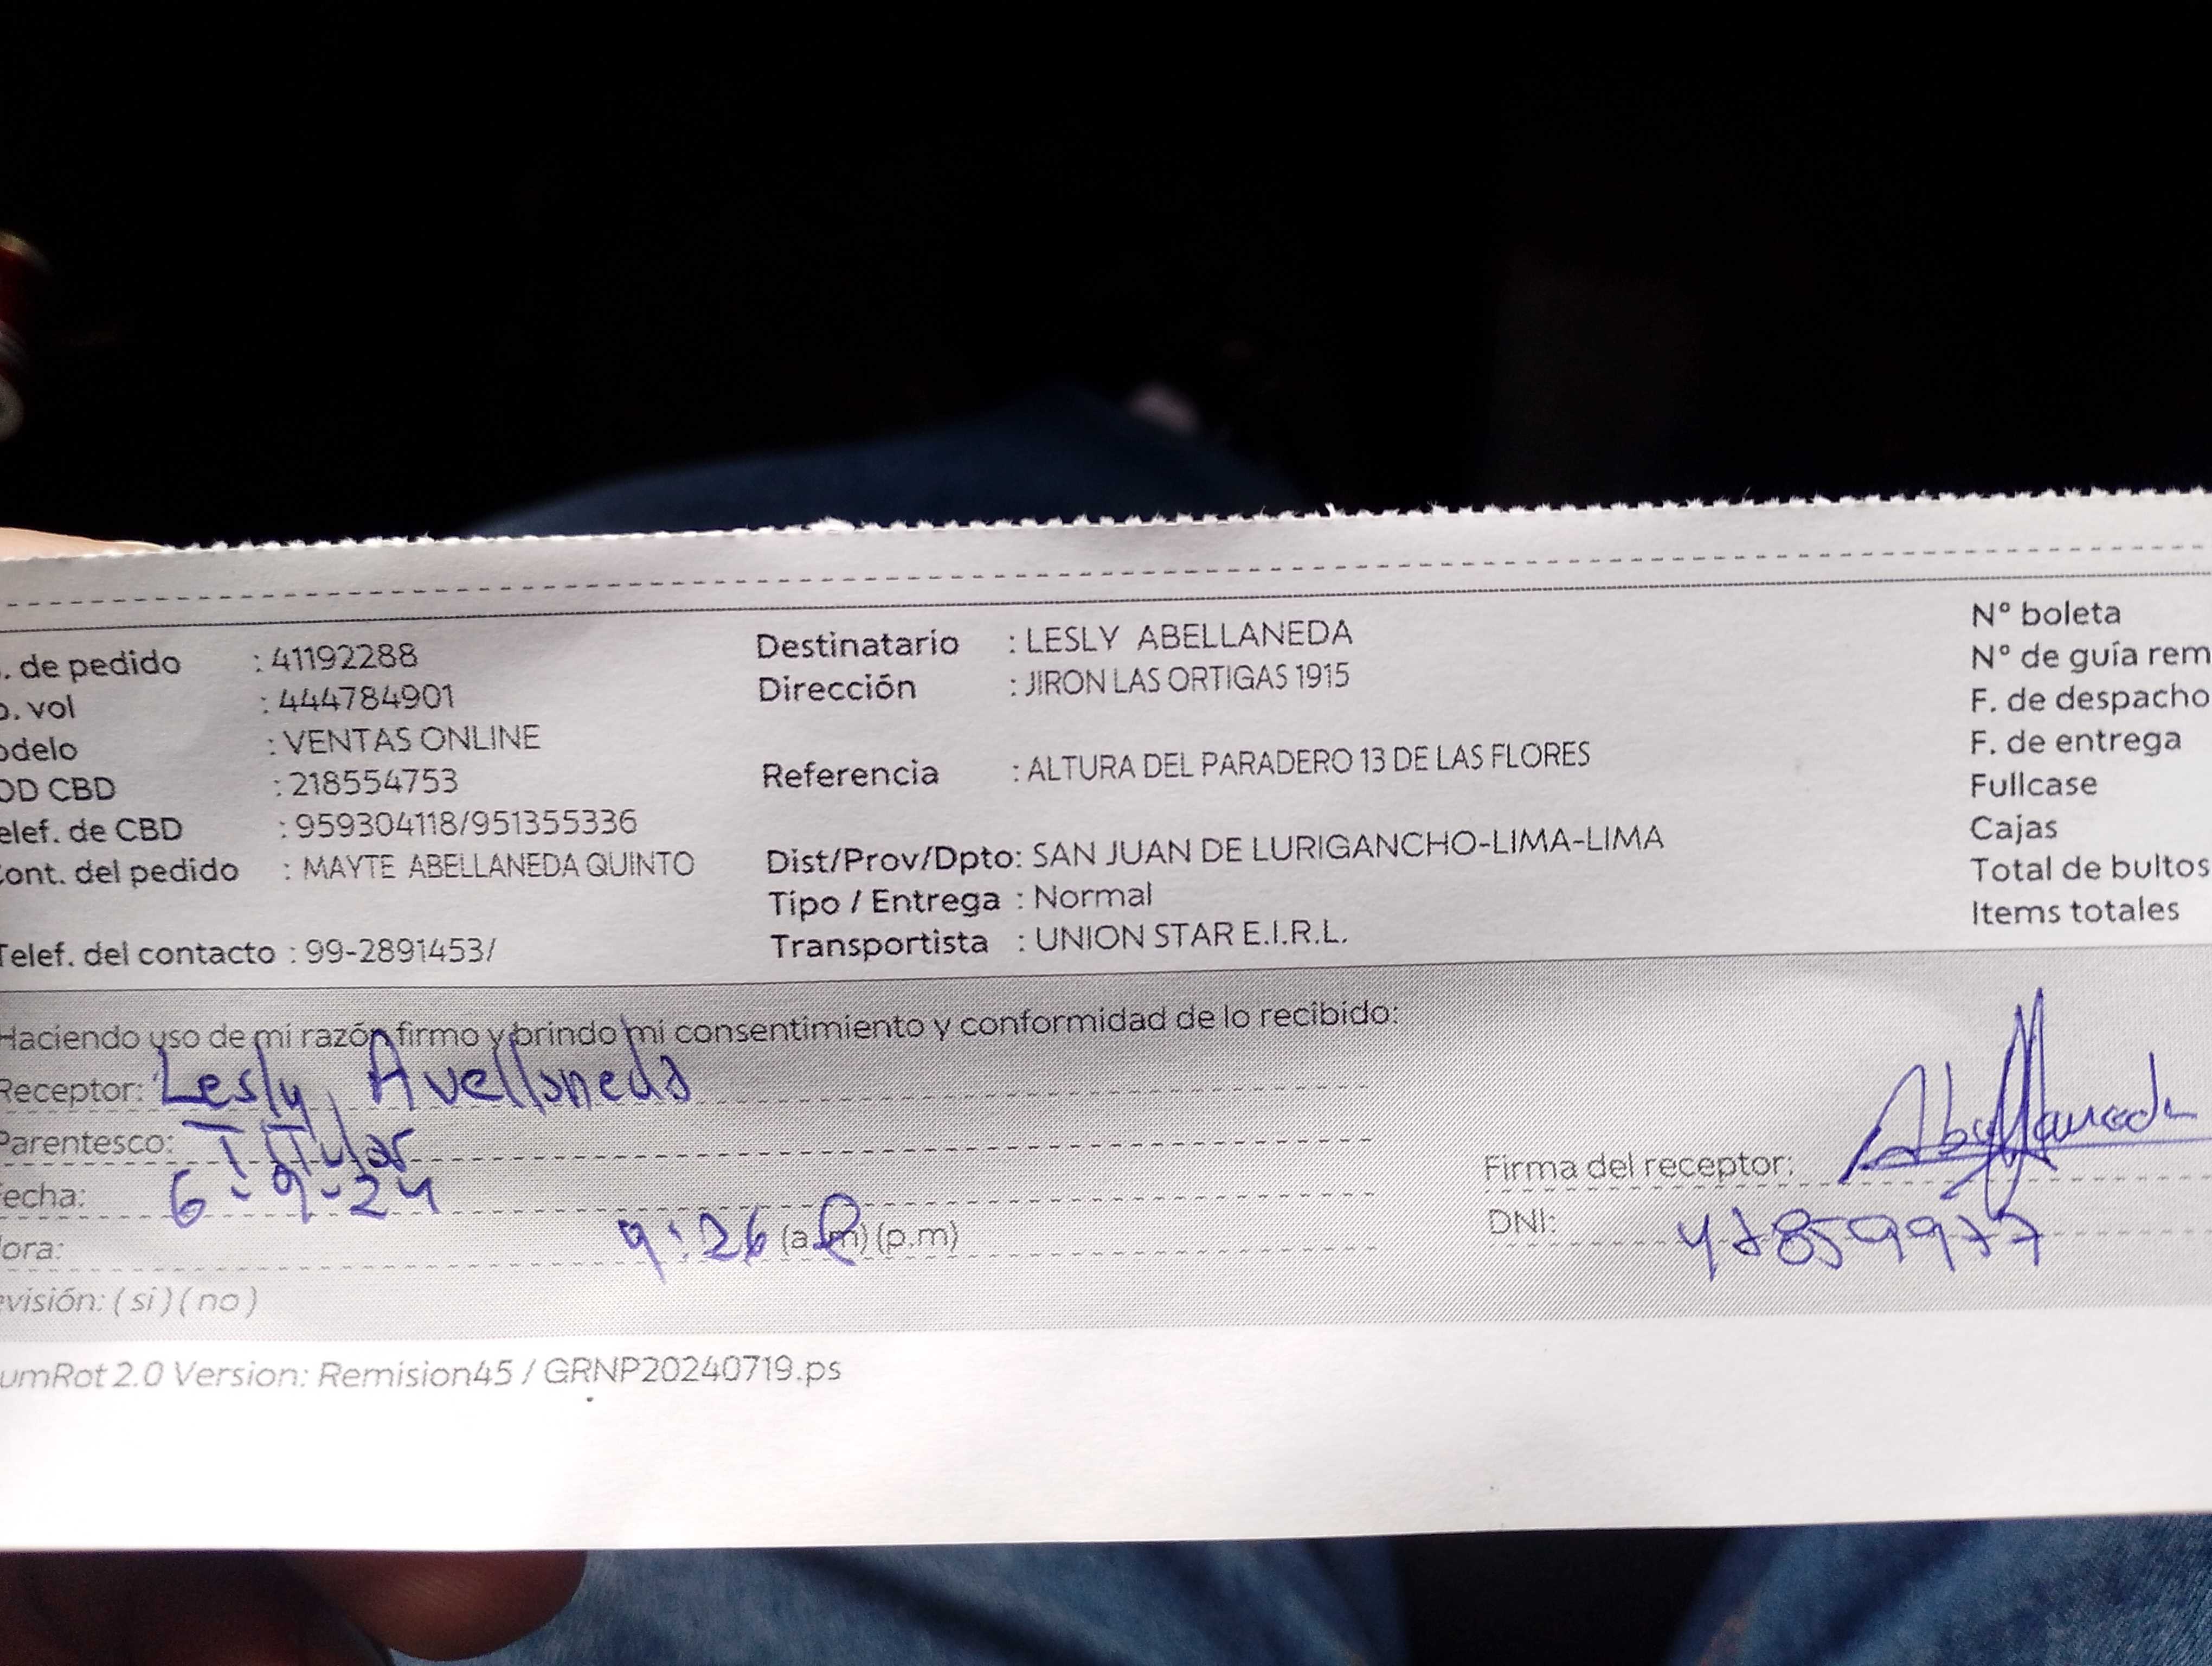 . de pedido : 41192288
o. vol : 444784901
odelo : VENTAS ONLINE
OD CBD : 218554753
elef. de CBD : 959304118/951355336
Cont. del pedido : MAYTE ABELLANEDA QUINTO
Telef. del contacto : 99-2891453/
Destinatario : LESLY ABELLANEDA
Dirección : JIRON LAS ORTIGAS 1915
Referencia : ALTURA DEL PARADERO 13 DE LAS FLORES
Dist/Prov/Dpto: SAN JUAN DE LURIGANCHO-LIMA-LIMA
Tipo / Entrega : Normal
Transportista : UNION STAR E.I.R.L.
N° boleta
N° de guía rem
F. de despacho
F. de entrega
Fullcase
Cajas
Total de bultos
Items totales
Haciendo uso de mi razón firmo y brindo mi consentimiento y conformidad de lo recibido:
Receptor: Lesly Avellaneda
Parentesco: Titular
Fecha: 6-9-24
ora: 9:26 (a.m) (p.m)
evisión: ( si ) ( no )
Firma del receptor: Abellaneda
DNI:
umRot 2.0 Version: Remision45 / GRNP20240719.ps